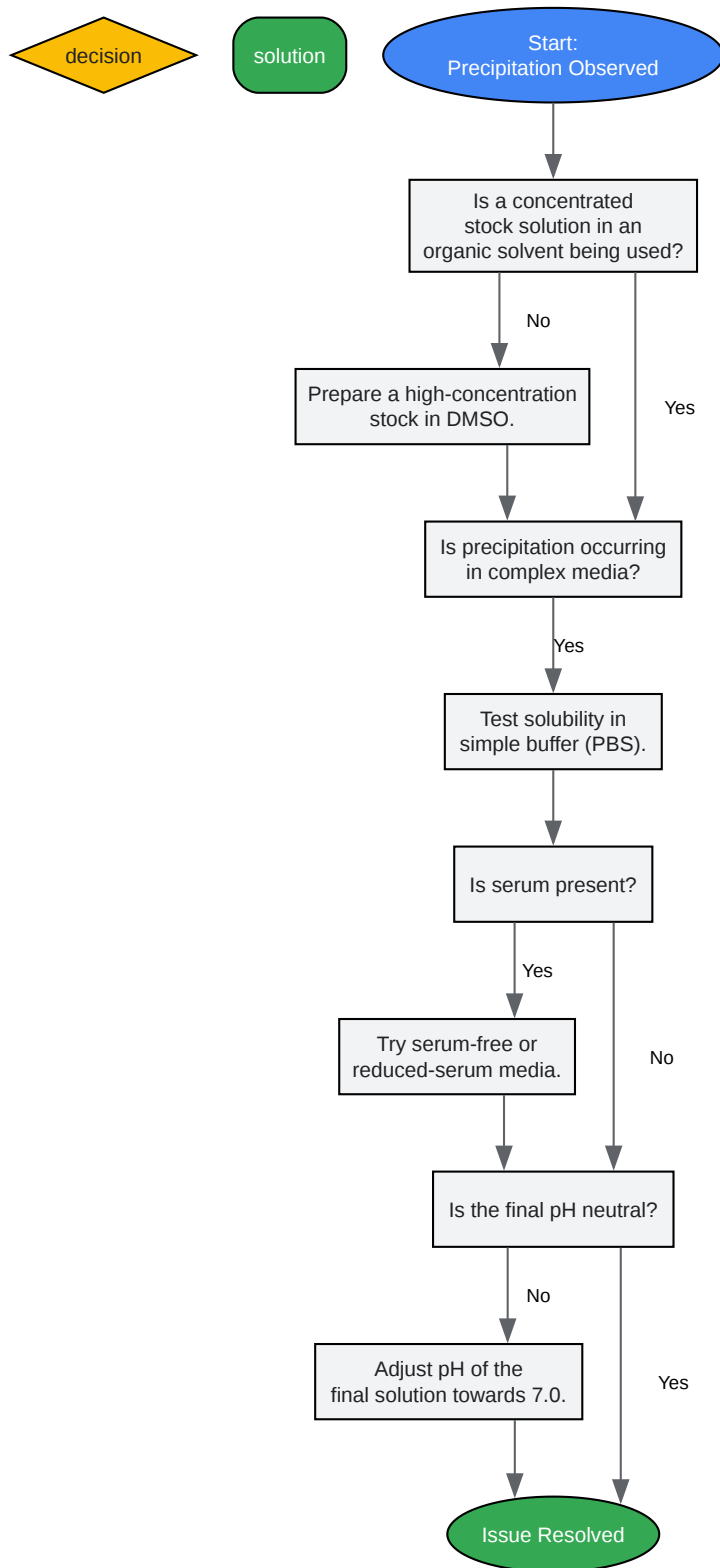 decision
solution
Start:
Precipitation Observed
Is a concentrated
stock solution in an
organic solvent being used?
No
Prepare a high-concentration
stock in DMSO.
Yes
Is precipitation occurring
in complex media?
Yes
Test solubility in
simple buffer (PBS).
Is serum present?
Yes
Try serum-free or
reduced-serum media.
No
Is the final pH neutral?
No
Adjust pH of the
final solution towards 7.0.
Yes
Issue Resolved